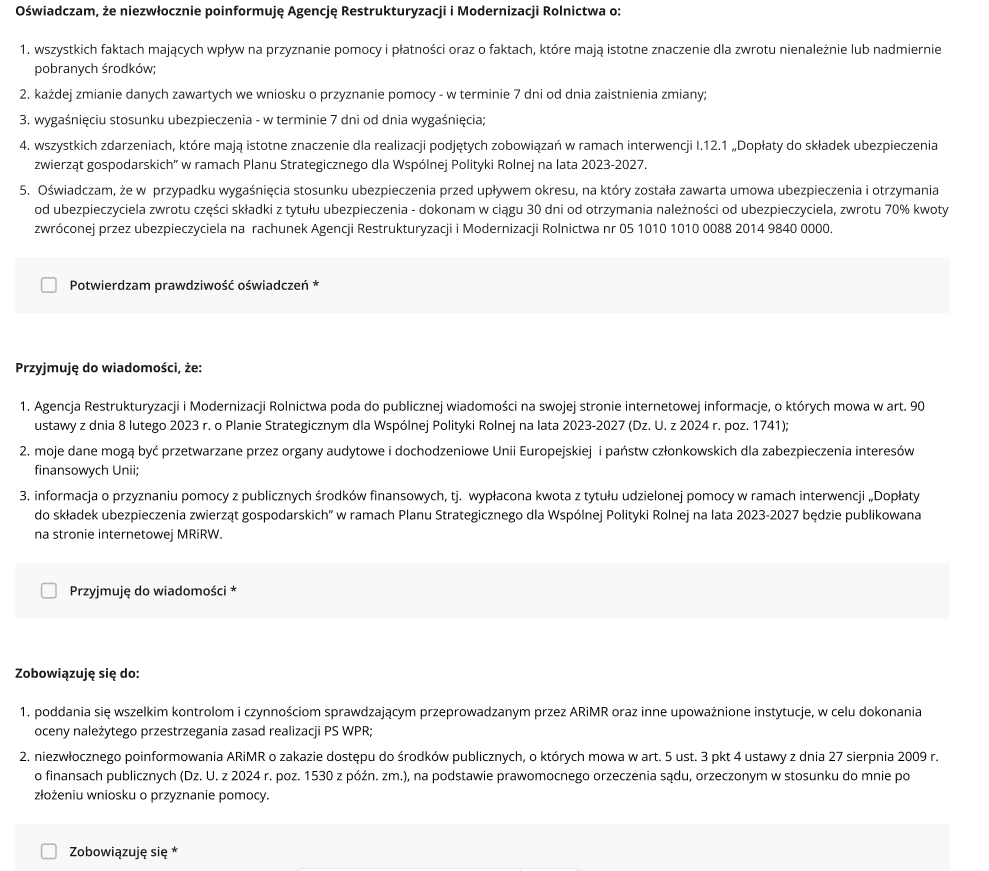 Oświadczam, że niezwłocznie poinformuję Agencję Restrukturyzacji i Modernizacji Rolnictwa o:
1. wszystkich faktach mających wpływ na przyznanie pomocy i płatności oraz o faktach, które mają istotne znaczenie dla zwrotu nienależnie lub nadmiernie
pobranych środków;
2. każdej zmianie danych zawartych we wniosku o przyznanie pomocy - w terminie 7 dni od dnia zaistnienia zmiany;
3. wygaśnięciu stosunku ubezpieczenia - w terminie 7 dni od dnia wygaśnięcia;
4. wszystkich zdarzeniach, które mają istotne znaczenie dla realizacji podjętych zobowiązań w ramach interwencji I.12.1 „Dopłaty do składek ubezpieczenia
zwierząt gospodarskich” w ramach Planu Strategicznego dla Wspólnej Polityki Rolnej na lata 2023-2027.
5. Oświadczam, że w przypadku wygaśnięcia stosunku ubezpieczenia przed upływem okresu, na który została zawarta umowa ubezpieczenia i otrzymania
od ubezpieczyciela zwrotu części składki z tytułu ubezpieczenia - dokonam w ciągu 30 dni od otrzymania należności od ubezpieczyciela, zwrotu 70% kwoty
zwróconej przez ubezpieczyciela na rachunek Agencji Restrukturyzacji i Modernizacji Rolnictwa nr 05 1010 1010 0088 2014 9840 0000.
Potwierdzam prawdziwość oświadczeń *
Przyjmuję do wiadomości, że:
1. Agencja Restrukturyzacji i Modernizacji Rolnictwa poda do publicznej wiadomości na swojej stronie internetowej informacje, o których mowa w art. 90
ustawy z dnia 8 lutego 2023 r. o Planie Strategicznym dla Wspólnej Polityki Rolnej na lata 2023-2027 (Dz. U. z 2024 r. poz. 1741);
2. moje dane mogą być przetwarzane przez organy audytowe i dochodzeniowe Unii Europejskiej i państw członkowskich dla zabezpieczenia interesów
finansowych Unii;
3. informacja o przyznaniu pomocy z publicznych środków finansowych, tj. wypłacona kwota z tytułu udzielonej pomocy w ramach interwencji „Dopłaty
do składek ubezpieczenia zwierząt gospodarskich” w ramach Planu Strategicznego dla Wspólnej Polityki Rolnej na lata 2023-2027 będzie publikowana
na stronie internetowej MRiRW.
Przyjmuję do wiadomości *
Zobowiązuję się do:
1. poddania się wszelkim kontrolom i czynnościom sprawdzającym przeprowadzanym przez ARiMR oraz inne upoważnione instytucje, w celu dokonania
oceny należytego przestrzegania zasad realizacji PS WPR;
2. niezwłocznego poinformowania ARiMR o zakazie dostępu do środków publicznych, o których mowa w art. 5 ust. 3 pkt 4 ustawy z dnia 27 sierpnia 2009 r.
o finansach publicznych (Dz. U. z 2024 r. poz. 1530 z późn. zm.), na podstawie prawomocnego orzeczenia sądu, orzeczonym w stosunku do mnie po
złożeniu wniosku o przyznanie pomocy.
Zobowiązuję się *